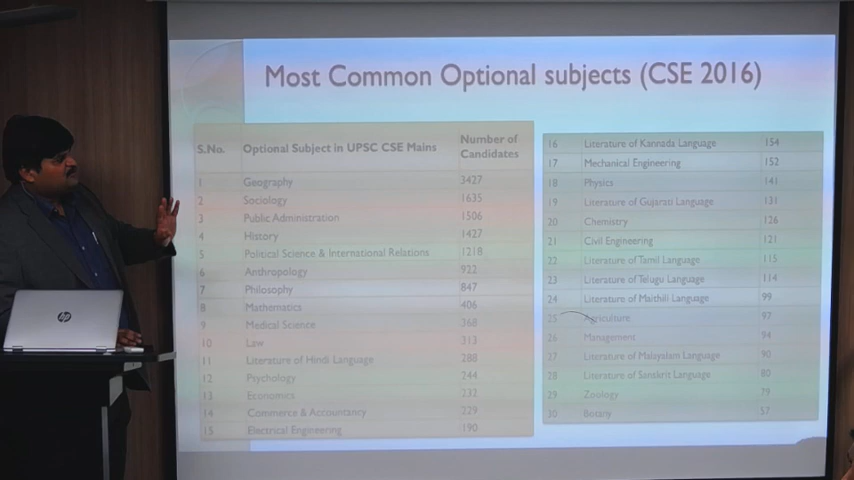 Most Common Optional subjects (CSE 2016)
S.No. Optional Subject in UPSC CSE Mains Number of Candidates
1 Geography 3427
2 Sociology 1635
3 Public Administration 1506
4 History 1427
5 Political Science & International Relations 1218
6 Anthropology 922
7 Philosophy 847
8 Mathematics 406
9 Medical Science 368
10 Law 313
11 Literature of Hindi Language 288
12 Psychology 244
13 Economics 232
14 Commerce & Accountancy 229
15 Electrical Engineering 190
16 Literature of Kannada Language 154
17 Mechanical Engineering 152
18 Physics 141
19 Literature of Gujarati Language 131
20 Chemistry 126
21 Civil Engineering 121
22 Literature of Tamil Language 115
23 Literature of Telugu Language 114
24 Literature of Maithili Language 99
25 Agriculture 97
26 Management 94
27 Literature of Malayalam Language 90
28 Literature of Sanskrit Language 80
29 Zoology 79
30 Botany 57
hp